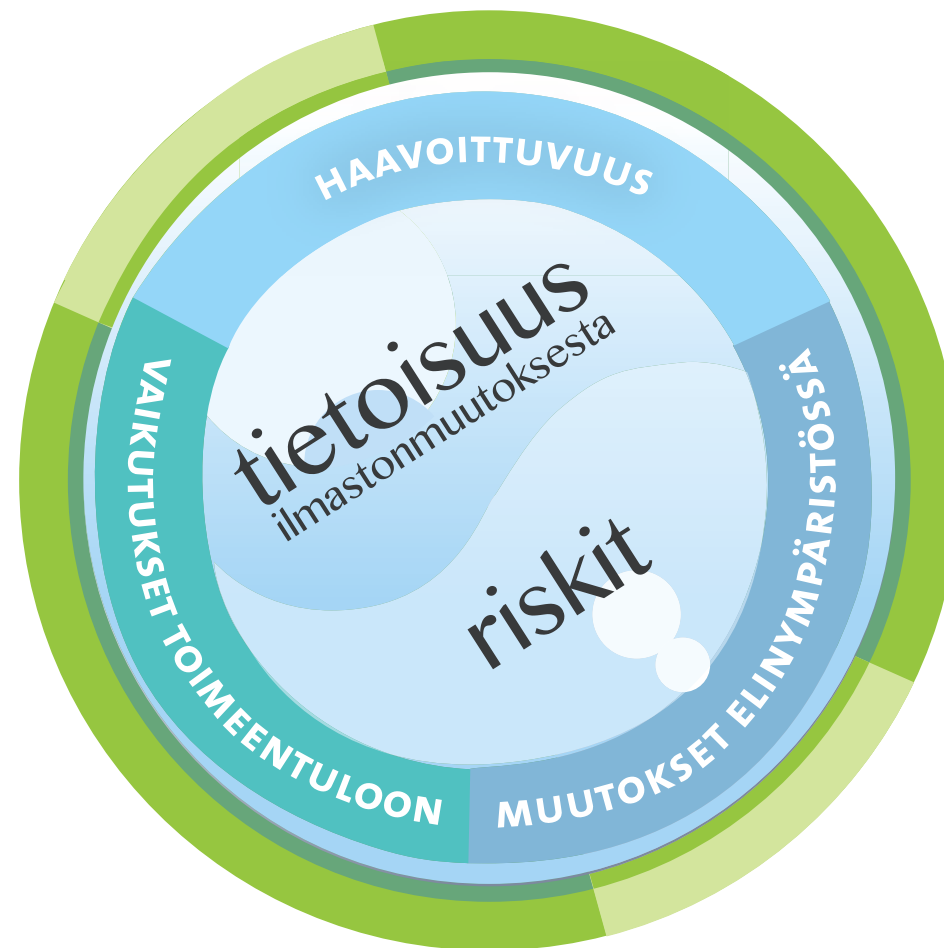 HAAVOITTUVUUS
tietoisuus
ilmastonmuutoksesta
riskit
VAIKUTUKSET TOIMEENTULOON
MUUTOKSET ELINYMPÄRISTÖSSÄ